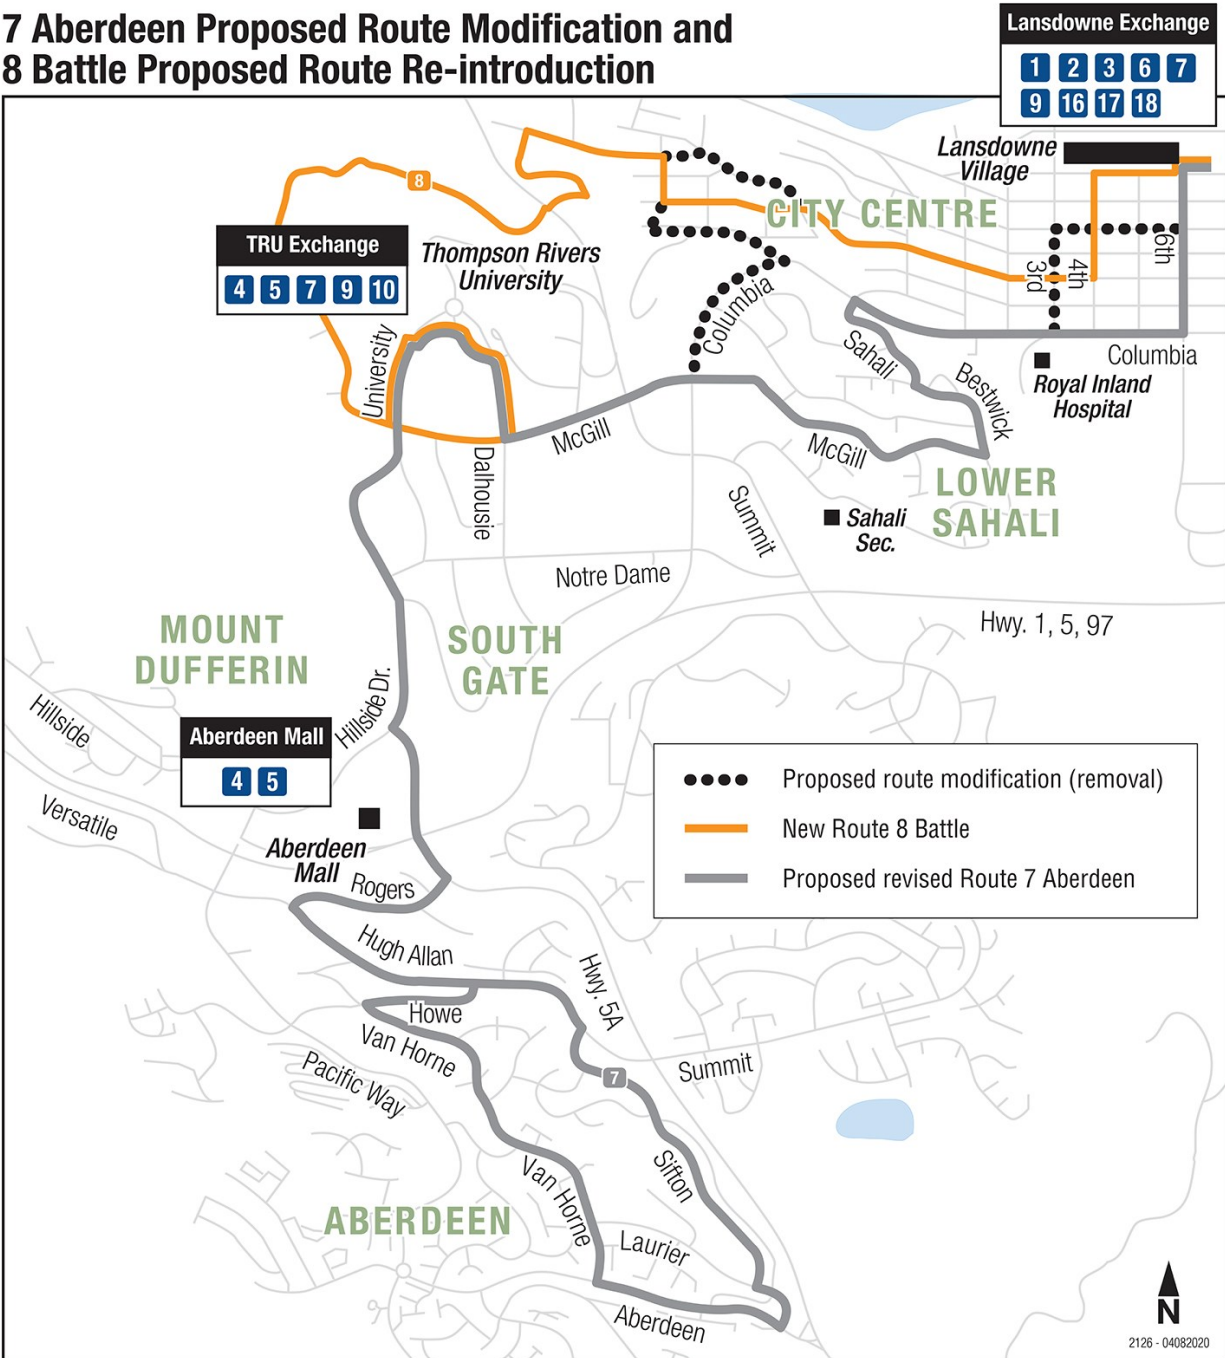 7 Aberdeen Proposed Route Modification and
8 Battle Proposed Route Re-introduction
Lansdowne Exchange
1 2 3 6 7
9 16 17 18
Lansdowne
Village
8
CITY CENTRE
TRU Exchange
4 5 7 9 10
Thompson Rivers
University
6th
4th
3rd
Columbia
University
Sahali
Bestwick
Columbia
Royal Inland
Hospital
McGill
McGill
Dalhousie
LOWER
SAHALI
Summit
Sahali
Sec.
Notre Dame
Hwy. 1, 5, 97
MOUNT
DUFFERIN
SOUTH
GATE
Hillside
Hillside Dr.
Aberdeen Mall
4 5
Versatile
Aberdeen
Mall
Rogers
Proposed route modification (removal)
New Route 8 Battle
Proposed revised Route 7 Aberdeen
Hugh Allan
Hwy. 5A
Howe
Van Horne
Pacific Way
7
Summit
Van Horne
Sifton
ABERDEEN
Laurier
Aberdeen
N
2126 - 04082020